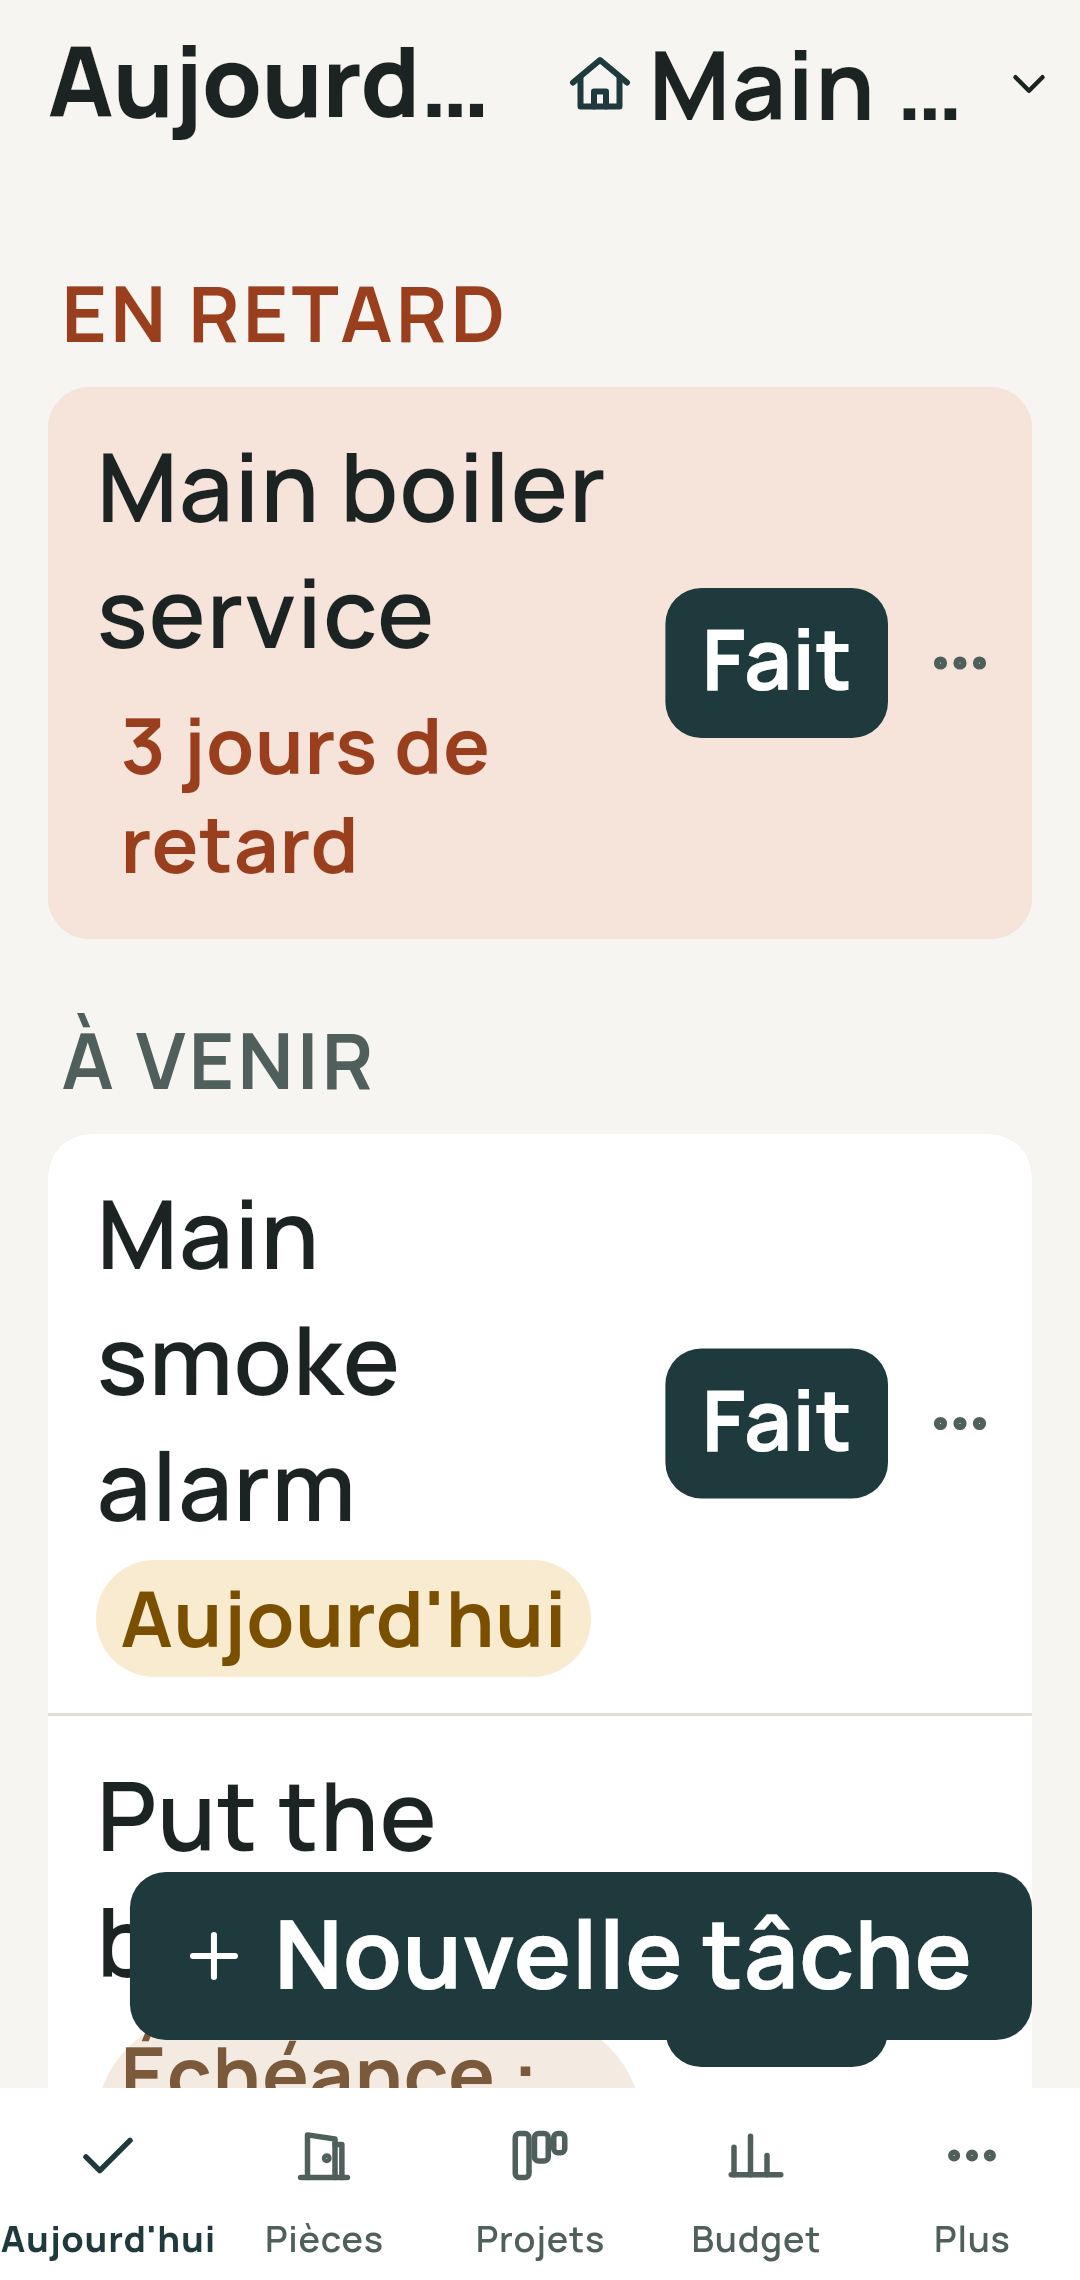 Aujourd…
Main …
EN RETARD
Main boiler
service
Fait
3 jours de
retard
À VENIR
Main
smoke
alarm
Fait
Aujourd'hui
Put the
Nouvelle tâche
Échéance :
Aujourd'hui
Pièces
Projets
Budget
Plus